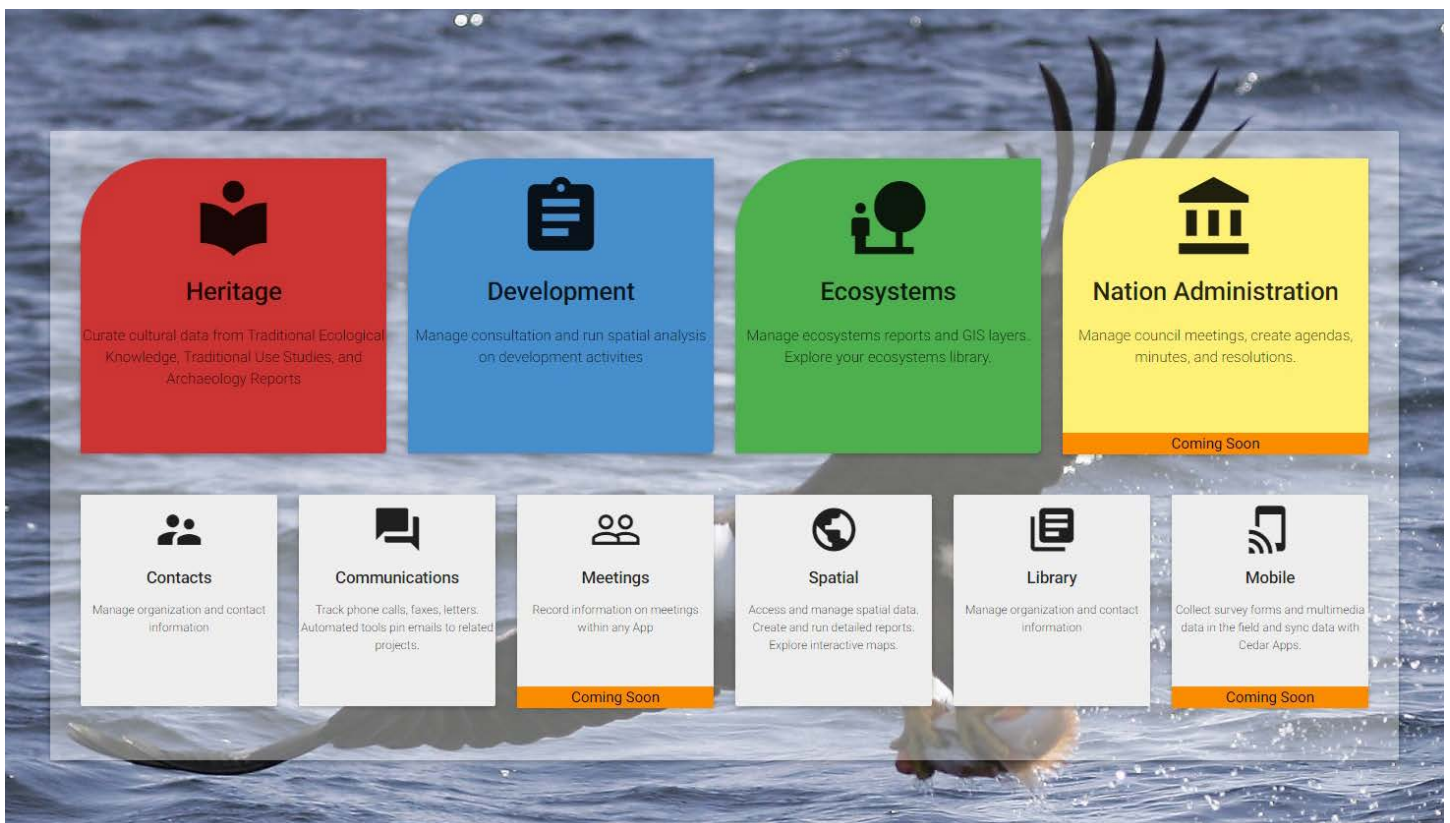 Heritage
Curate cultural data from Traditional Ecological
Knowledge, Traditional Use Studies, and
Archaeology Reports
Development
Manage consultation and run spatial analysis
on development activities
Ecosystems
Manage ecosystems reports and GIS layers.
Explore your ecosystems library.
Nation Administration
Manage council meetings, create agendas,
minutes, and resolutions.
Coming Soon
Contacts
Manage organization and contact
information
Communications
Track phone calls, faxes, letters.
Automated tools pin emails to related
projects.
Meetings
Record information on meetings
within any App
Coming Soon
Spatial
Access and manage spatial data,
Create and run detailed reports.
Explore interactive maps.
Library
Manage organization and contact
information
Mobile
Collect survey forms and multimedia
data in the field and sync data with
Cedar Apps.
Coming Soon